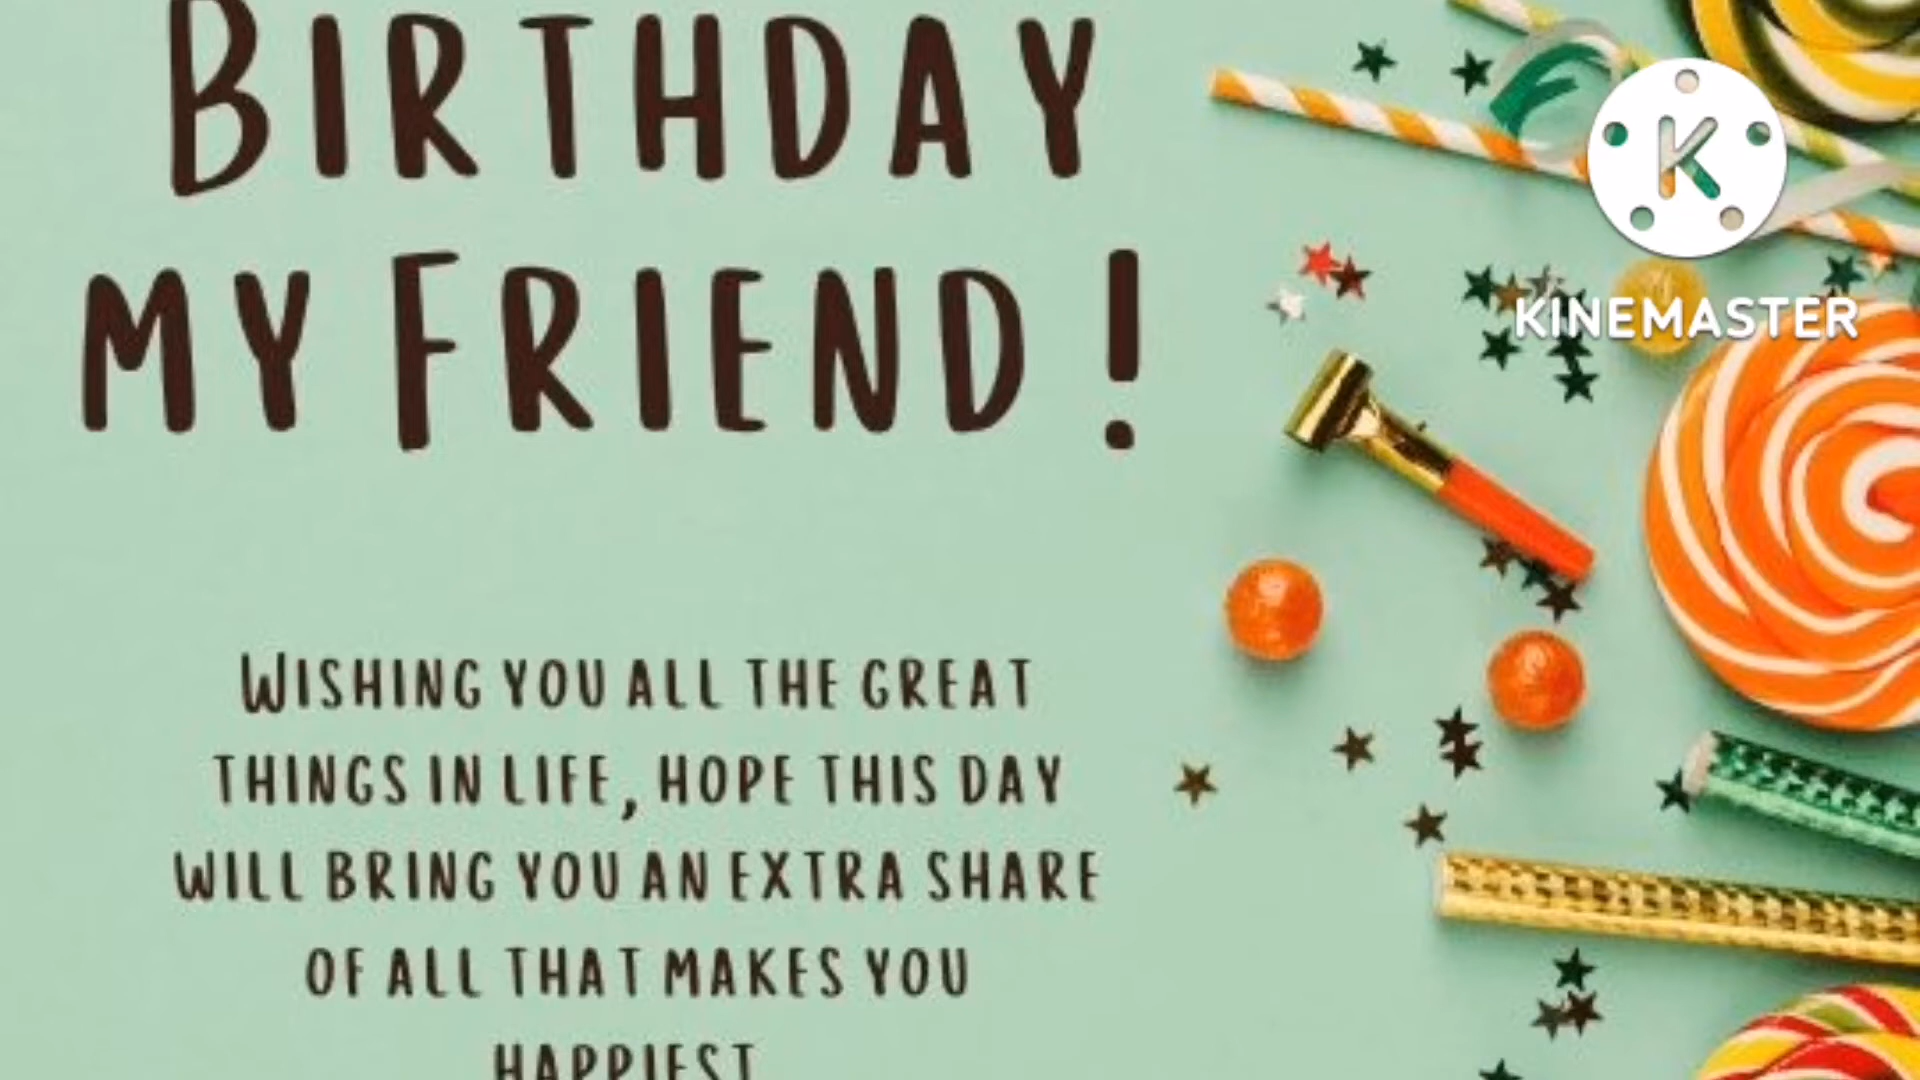 BIRTHDAY
MY FRIEND !
K
KINEMASTER
WISHING YOU ALL THE GREAT
THINGS IN LIFE, HOPE THIS DAY
WILL BRING YOU AN EXTRA SHARE
OF ALL THAT MAKES YOU
HAPPIEST